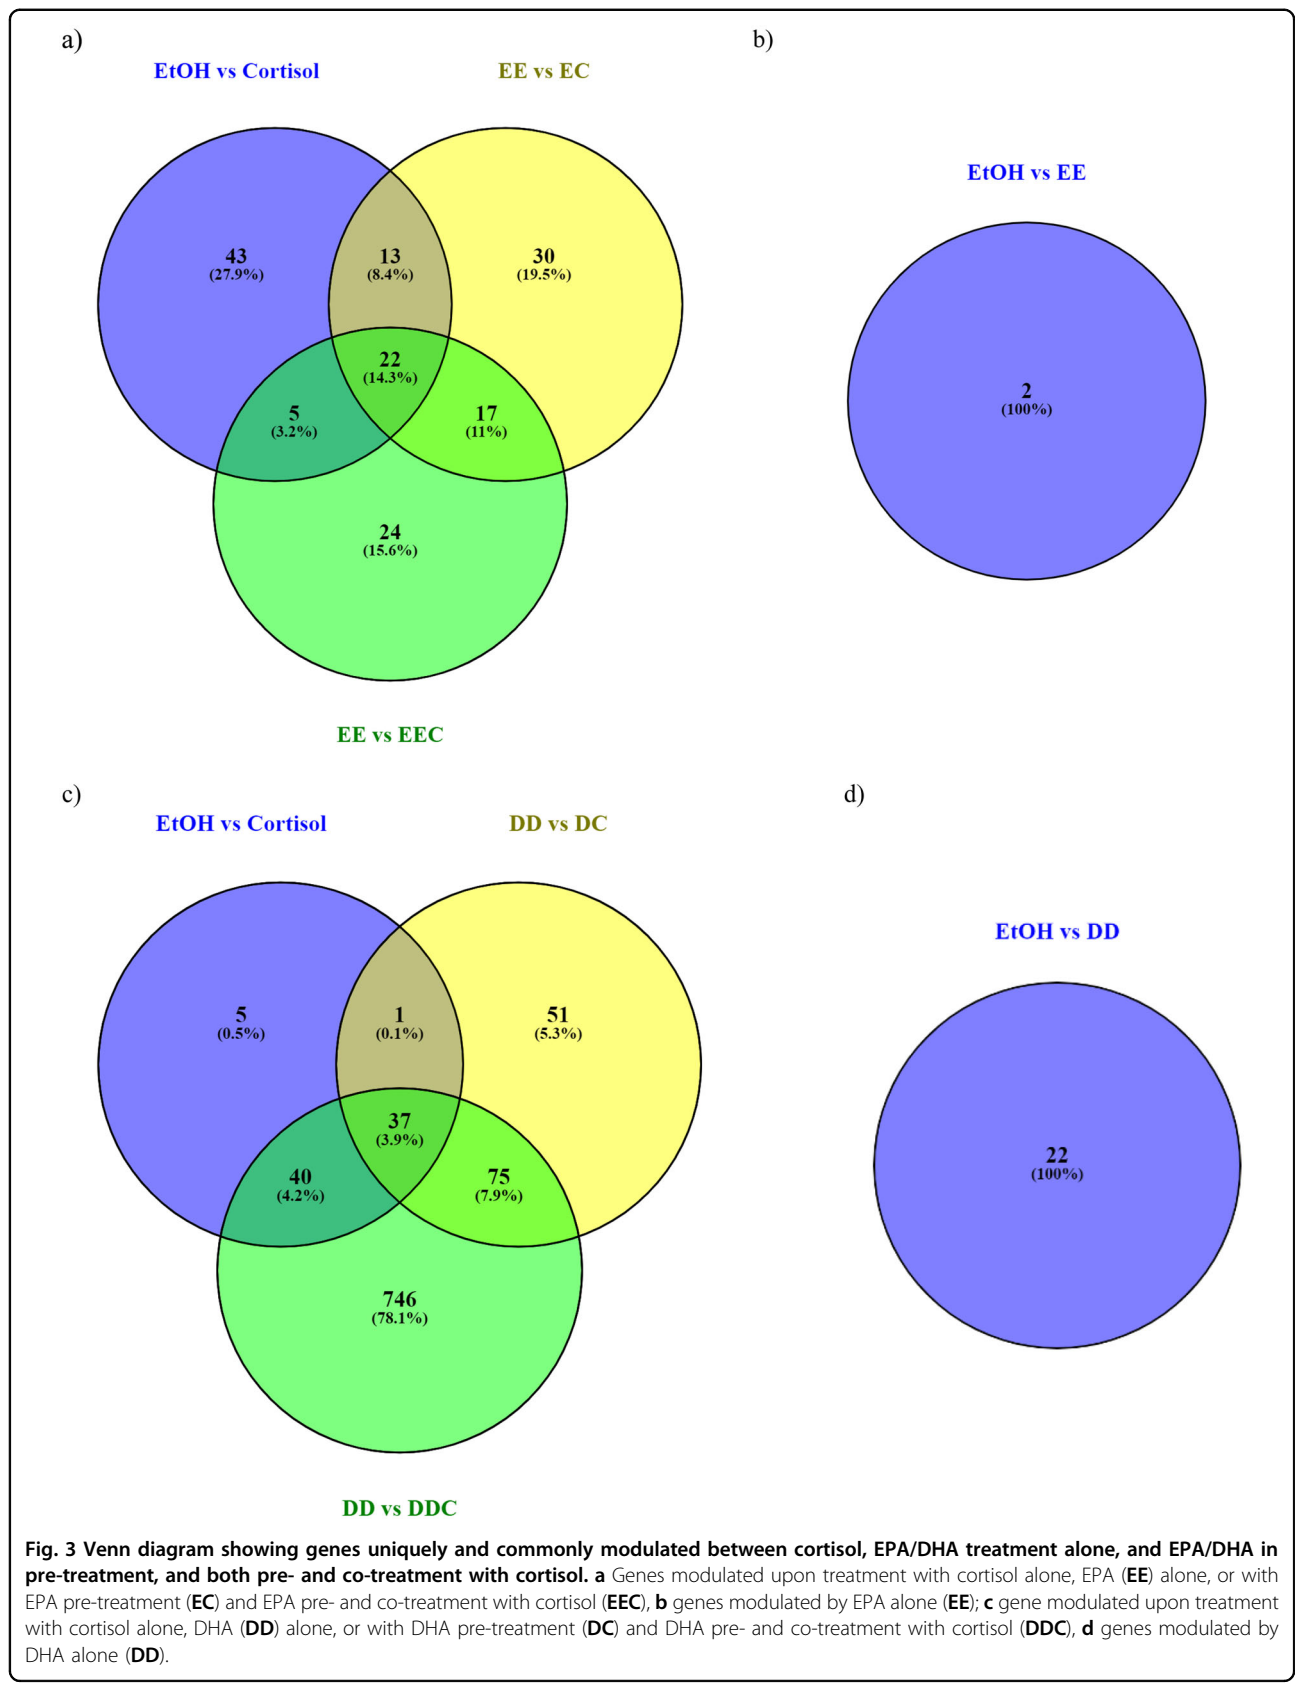 a)
EtOH vs Cortisol
EE vs EC
43
(27.9%)
13
(8.4%)
30
(19.5%)
22
(14.3%)
5
(3.2%)
17
(11%)
24
(15.6%)
EE vs EEC
b)
EtOH vs EE
2
(100%)
c)
EtOH vs Cortisol
DD vs DC
5
(0.5%)
1
(0.1%)
51
(5.3%)
37
(3.9%)
40
(4.2%)
75
(7.9%)
746
(78.1%)
DD vs DDC
d)
EtOH vs DD
22
(100%)
Fig. 3 Venn diagram showing genes uniquely and commonly modulated between cortisol, EPA/DHA treatment alone, and EPA/DHA in
pre-treatment, and both pre- and co-treatment with cortisol. a Genes modulated upon treatment with cortisol alone, EPA (EE) alone, or with
EPA pre-treatment (EC) and EPA pre- and co-treatment with cortisol (EEC), b genes modulated by EPA alone (EE); c gene modulated upon treatment
with cortisol alone, DHA (DD) alone, or with DHA pre-treatment (DC) and DHA pre- and co-treatment with cortisol (DDC), d genes modulated by
DHA alone (DD).